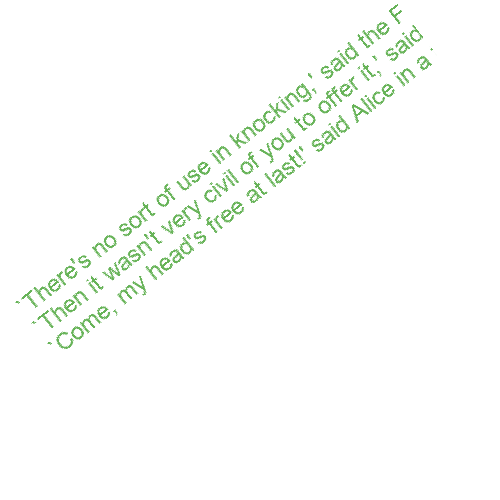 `There's no sort of use in knocking,' said the F
`Then it wasn't very civil of you to offer it,' said
`Come, my head's free at last!' said Alice in a `